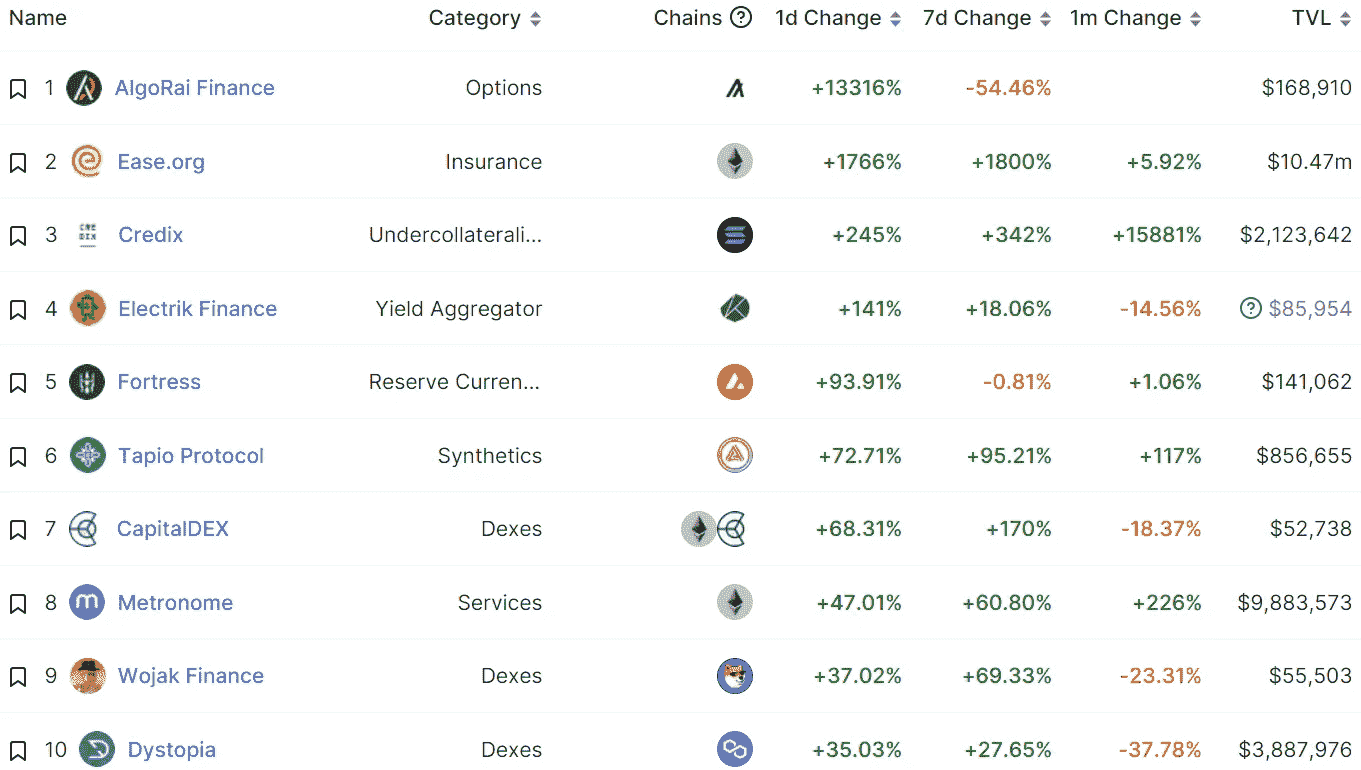 Name Category Chains ? 1d Change 7d Change 1m Change TVL
1 AlgoRai Finance Options +13316% -54.46% $168,910
2 Ease.org Insurance +1766% +1800% +5.92% $10.47m
3 CRE DIX Credix Undercollaterali... +245% +342% +15881% $2,123,642
4 Electrik Finance Yield Aggregator +141% +18.06% -14.56% ? $85,954
5 Fortress Reserve Curren... +93.91% -0.81% +1.06% $141,062
6 Tapio Protocol Synthetics +72.71% +95.21% +117% $856,655
7 CapitalDEX Dexes +68.31% +170% -18.37% $52,738
8 m Metronome Services +47.01% +60.80% +226% $9,883,573
9 Wojak Finance Dexes +37.02% +69.33% -23.31% $55,503
10 Dystopia Dexes +35.03% +27.65% -37.78% $3,887,976